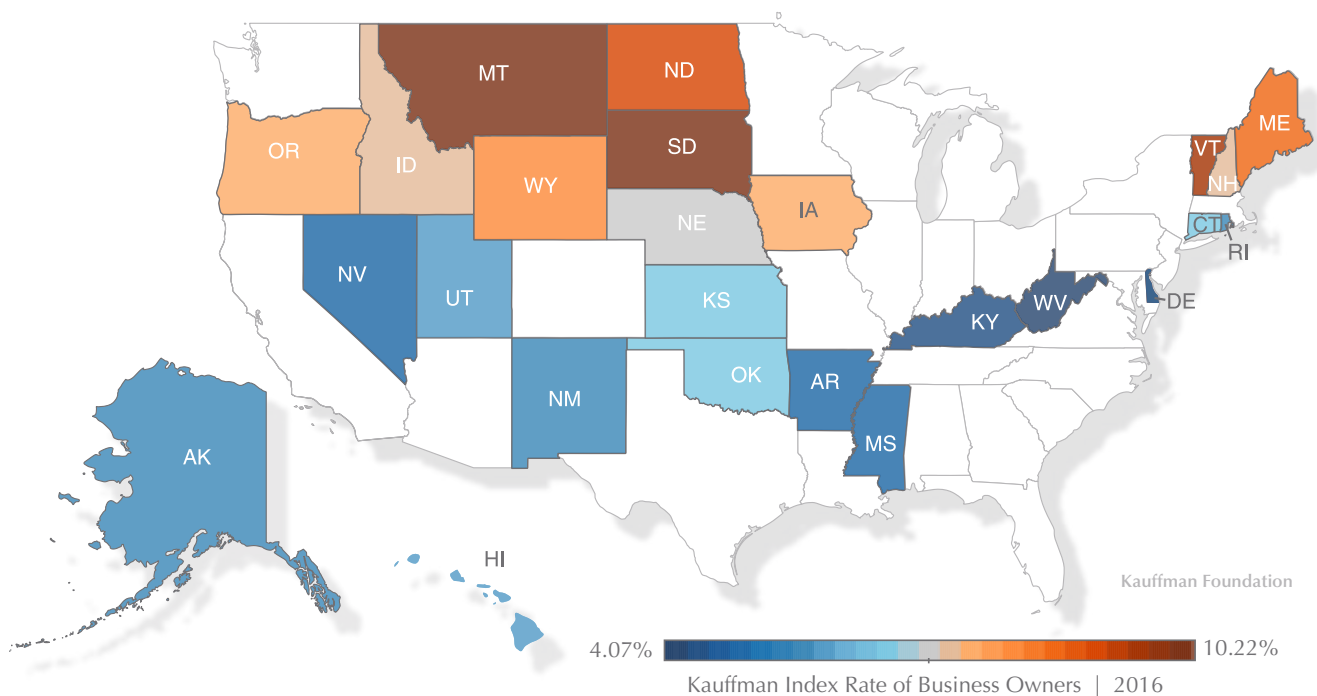 MT
ND
ME
OR
ID
SD
VT
WY
NH
IA
NE
CT
NV
RI
UT
KS
WV
DE
KY
OK
AR
NM
MS
AK
HI
Kauffman Foundation
4.07%
10.22%
Kauffman Index Rate of Business Owners | 2016